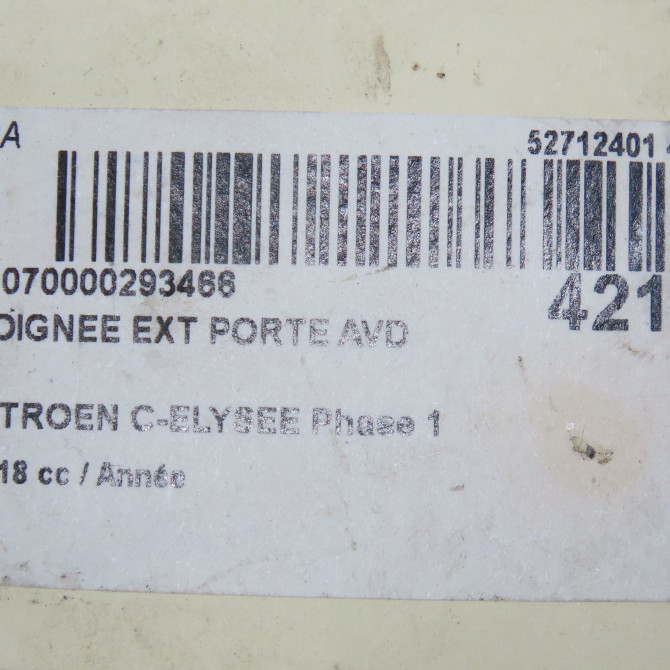 A 52712401
070000293466
421
OIGNEE EXT PORTE AVD
TROEN C-ELYSEE Phase 1
18 cc / Année